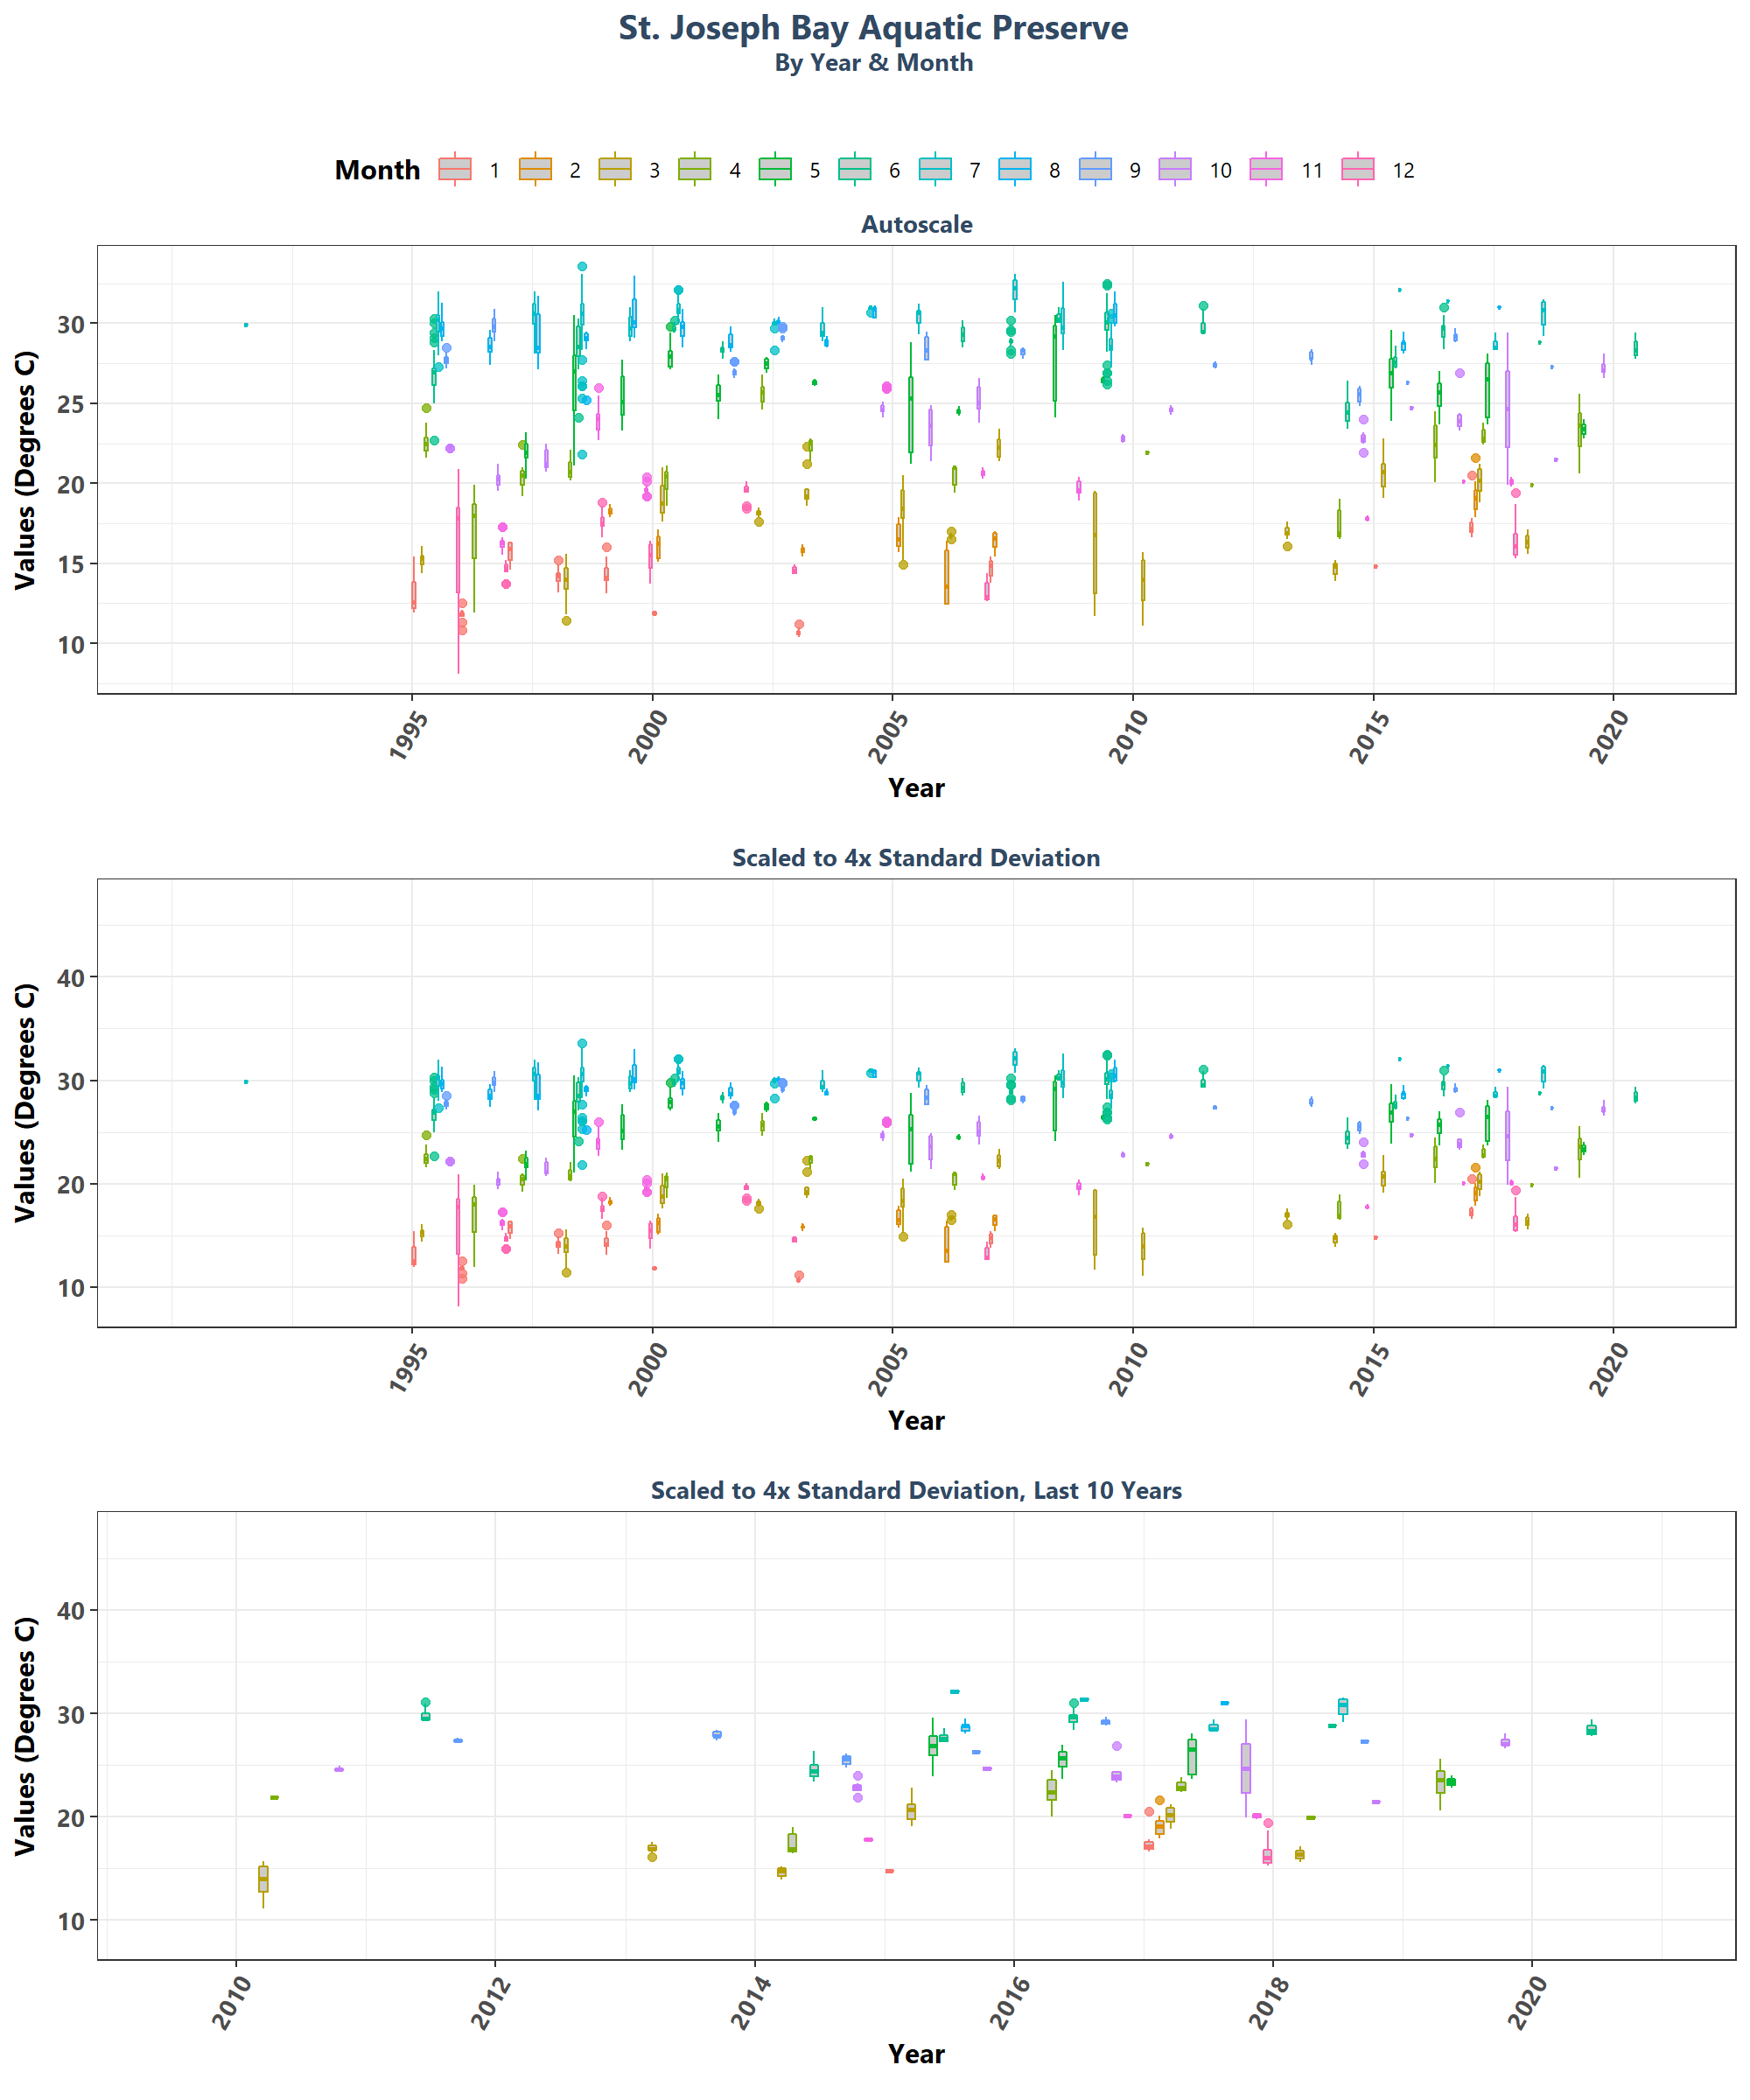 St. Joseph Bay Aquatic Preserve
By Year & Month
Month 1 2 3 4 5 6 7 8 9 10 11 12
Autoscale
Values (Degrees C)
30
25
20
15
10
1995 2000 2005 2010 2015 2020
Year
Scaled to 4x Standard Deviation
Values (Degrees C)
40
30
20
10
1995 2000 2005 2010 2015 2020
Year
Scaled to 4x Standard Deviation, Last 10 Years
Values (Degrees C)
40
30
20
10
2010 2012 2014 2016 2018 2020
Year